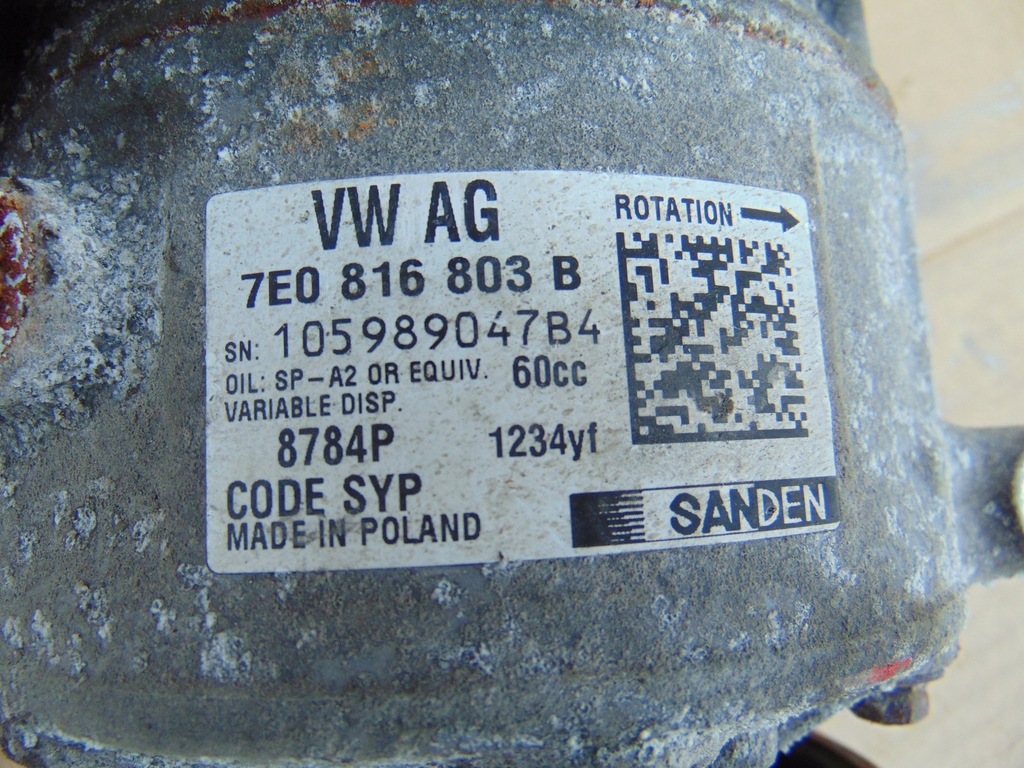 VW AG
ROTATION
7E0 816 803 B
SN: 105989047B4
OIL: SP-A2 OR EQUIV. 60cc
VARIABLE DISP.
8784P 1234yf
CODE SYP
MADE IN POLAND
SANDEN